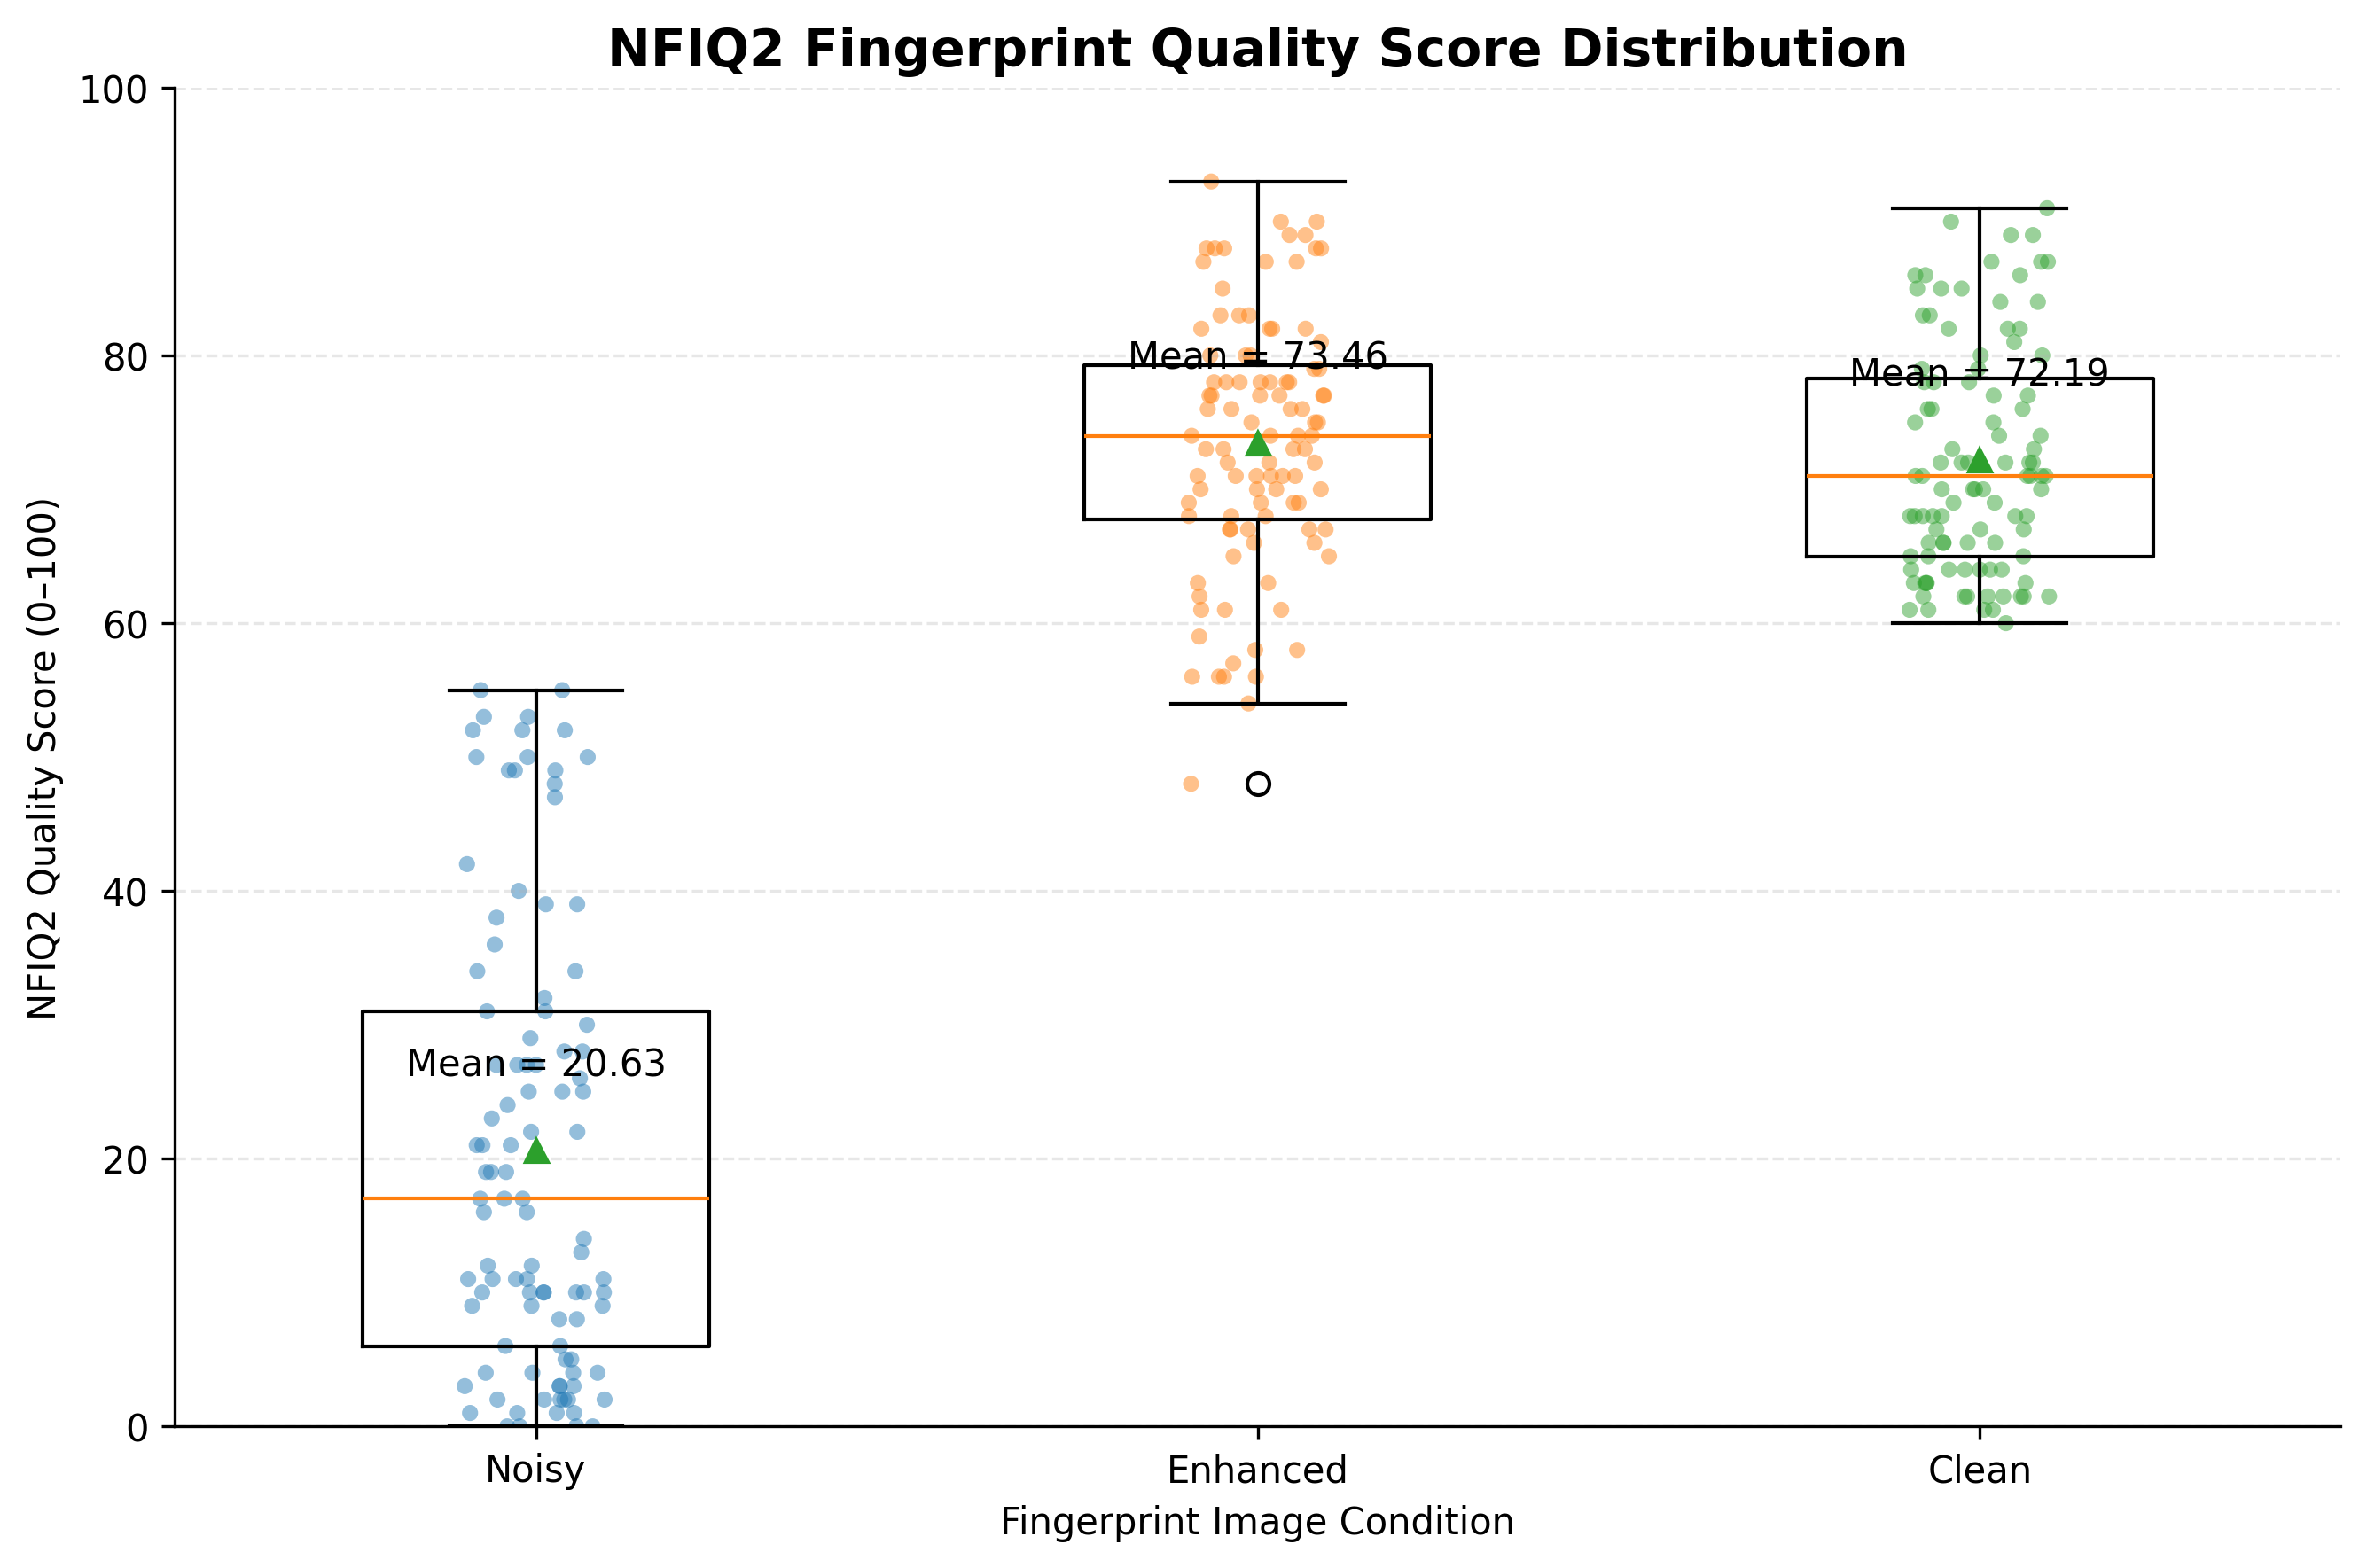 NFIQ2 Fingerprint Quality Score Distribution
NFIQ2 Quality Score (0–100)
100
80
60
40
20
0
Mean = 20.63
Mean = 73.46
Mean = 72.19
Noisy
Enhanced
Clean
Fingerprint Image Condition